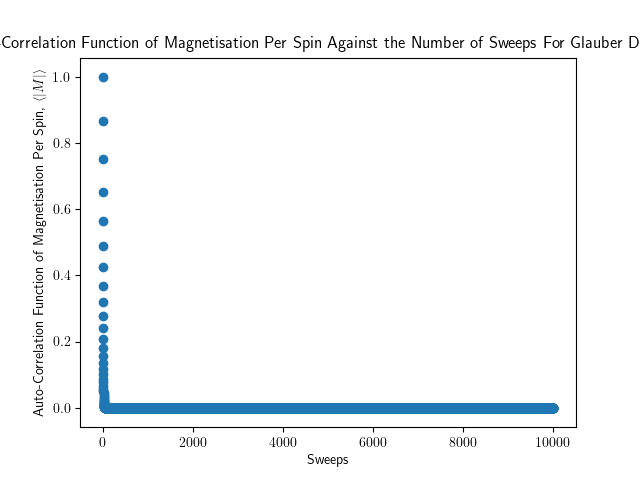 -Correlation Function of Magnetisation Per Spin Against the Number of Sweeps For Glauber D
Auto-Correlation Function of Magnetisation Per Spin, ⟨|M|⟩
1.0
0.8
0.6
0.4
0.2
0.0
0 2000 4000 6000 8000 10000
Sweeps